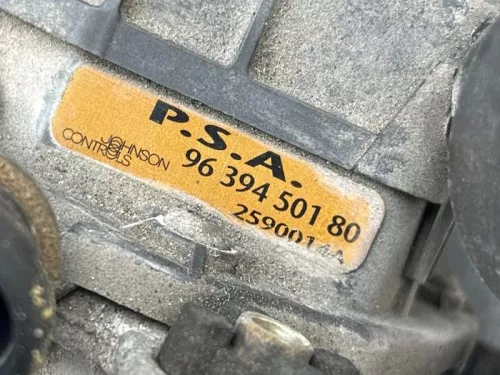 P.S.A.
JOHNSON
CONTROLS
96 394 501 80
2590014A